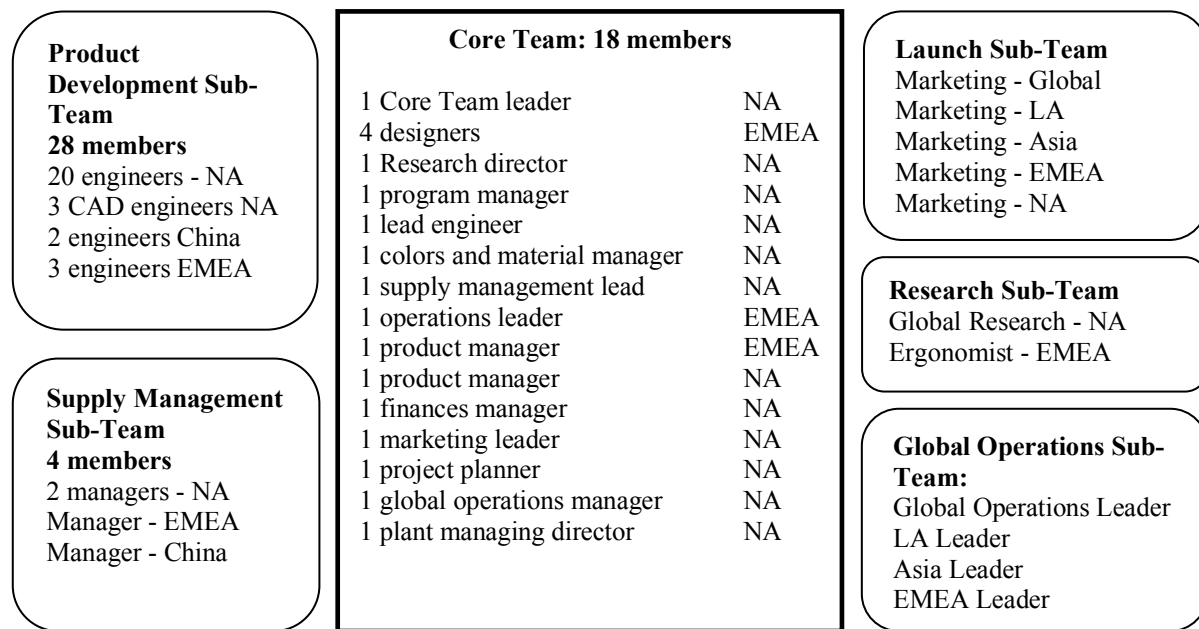 Product
Development Sub-
Team
28 members
20 engineers - NA
3 CAD engineers NA
2 engineers China
3 engineers EMEA
Supply Management
Sub-Team
4 members
2 managers - NA
Manager - EMEA
Manager - China
Core Team: 18 members
1 Core Team leader NA
4 designers EMEA
1 Research director NA
1 program manager NA
1 lead engineer NA
1 colors and material manager NA
1 supply management lead NA
1 operations leader EMEA
1 product manager EMEA
1 product manager NA
1 finances manager NA
1 marketing leader NA
1 project planner NA
1 global operations manager NA
1 plant managing director NA
Launch Sub-Team
Marketing - Global
Marketing - LA
Marketing - Asia
Marketing - EMEA
Marketing - NA
Research Sub-Team
Global Research - NA
Ergonomist - EMEA
Global Operations Sub-
Team:
Global Operations Leader
LA Leader
Asia Leader
EMEA Leader